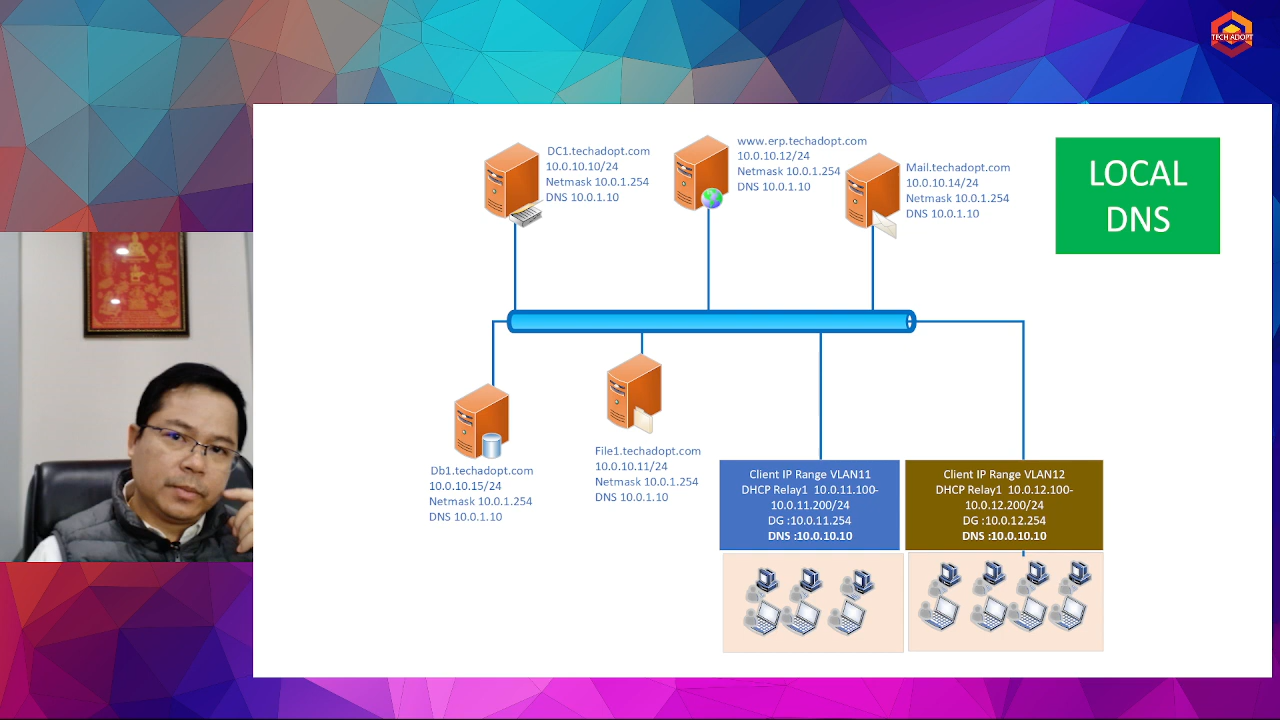 TECH ADOPT
DC1.techadopt.com
10.0.10.10/24
Netmask 10.0.1.254
DNS 10.0.1.10
www.erp.techadopt.com
10.0.10.12/24
Netmask 10.0.1.254
DNS 10.0.1.10
Mail.techadopt.com
10.0.10.14/24
Netmask 10.0.1.254
DNS 10.0.1.10
LOCAL
DNS
Db1.techadopt.com
10.0.10.15/24
Netmask 10.0.1.254
DNS 10.0.1.10
File1.techadopt.com
10.0.10.11/24
Netmask 10.0.1.254
DNS 10.0.1.10
Client IP Range VLAN11
DHCP Relay1 10.0.11.100-
10.0.11.200/24
DG :10.0.11.254
DNS :10.0.10.10
Client IP Range VLAN12
DHCP Relay1 10.0.12.100-
10.0.12.200/24
DG :10.0.12.254
DNS :10.0.10.10